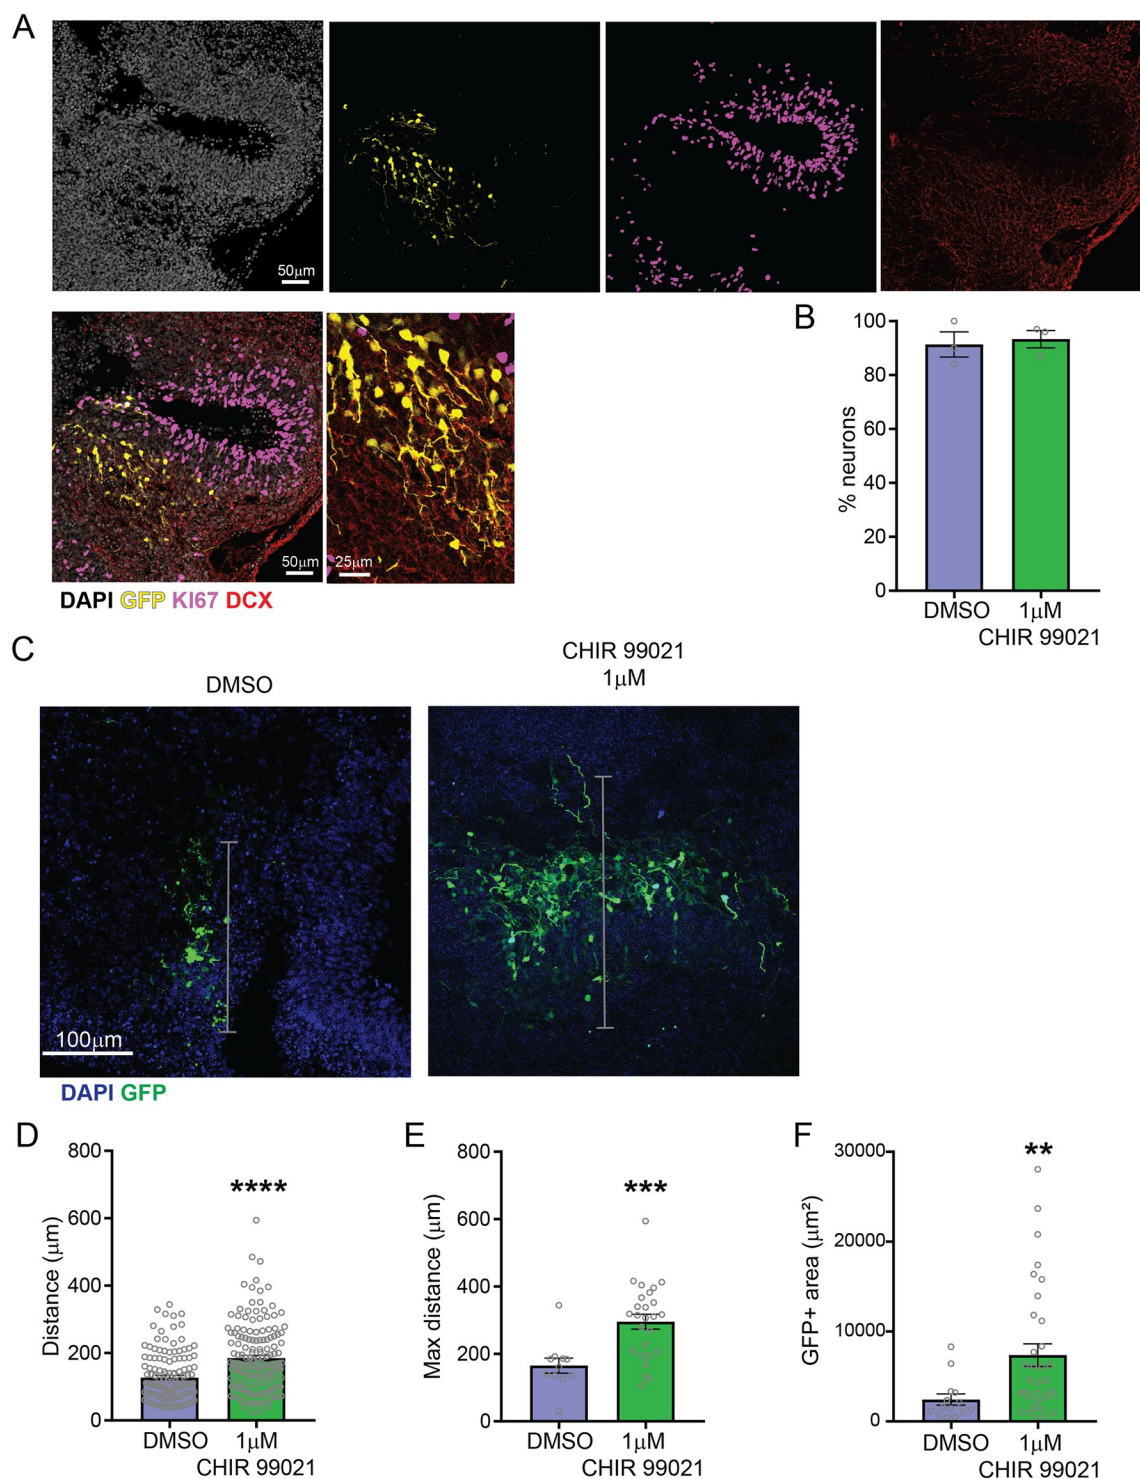 A
50μm
50μm
25μm
DAPI GFP KI67 DCX
B
% neurons
100
80
60
40
20
0
DMSO
1μM
CHIR 99021
C
DMSO
CHIR 99021
1μM
100μm
DAPI GFP
D
Distance (μm)
800
600
400
200
0
****
DMSO
1μM
CHIR 99021
E
Max distance (μm)
800
600
400
200
0
***
DMSO
1μM
CHIR 99021
F
GFP+ area (μm²)
30000
20000
10000
0
**
DMSO
1μM
CHIR 99021